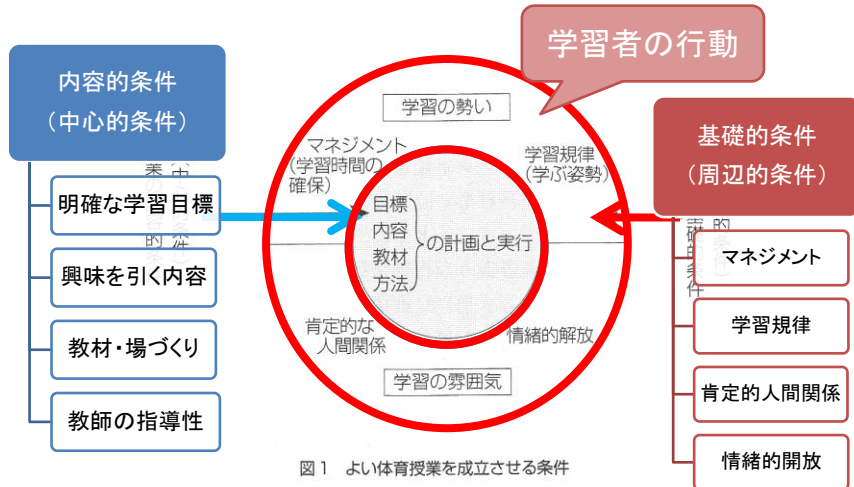 学習者の行動
内容的条件
（中心的条件）
明確な学習目標
興味を引く内容
教材・場づくり
教師の指導性
学習の勢い
マネジメント
(学習時間の
確保)
学習規律
(学ぶ姿勢)
目標
内容
教材
方法
の計画と実行
肯定的な
人間関係
情緒的解放
学習の雰囲気
基礎的条件
（周辺的条件）
マネジメント
学習規律
肯定的人間関係
情緒的開放
図1 よい体育授業を成立させる条件